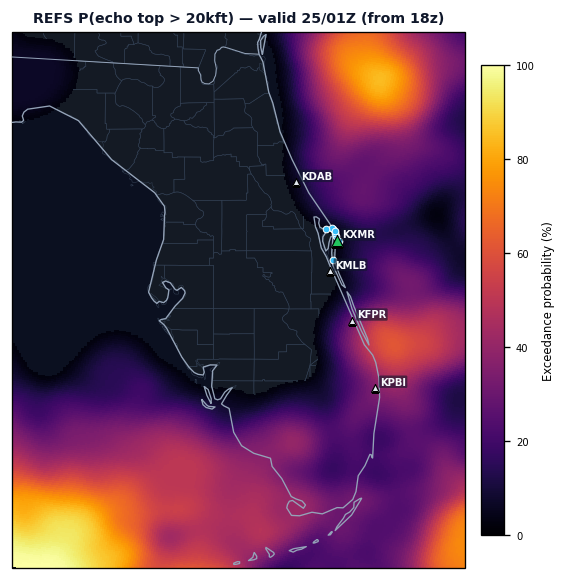 REFS P(echo top > 20kft) — valid 25/01Z (from 18z)
100
80
60
40
20
0
Exceedance probability (%)
KDAB
KXMR
KMLB
KFPR
KPBI